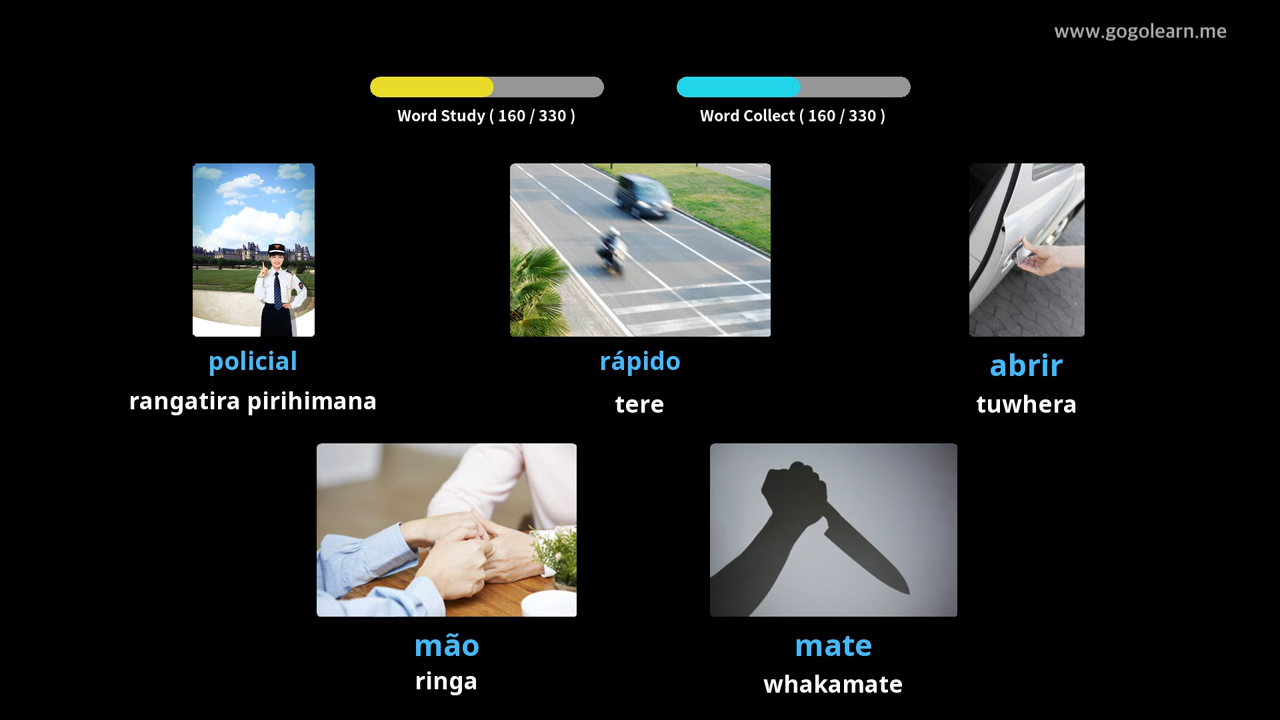 www.gogolearn.me
Word Study ( 160 / 330 )
Word Collect ( 160 / 330 )
policial
rangatira pirihimana
rápido
tere
abrir
tuwhera
mão
ringa
mate
whakamate